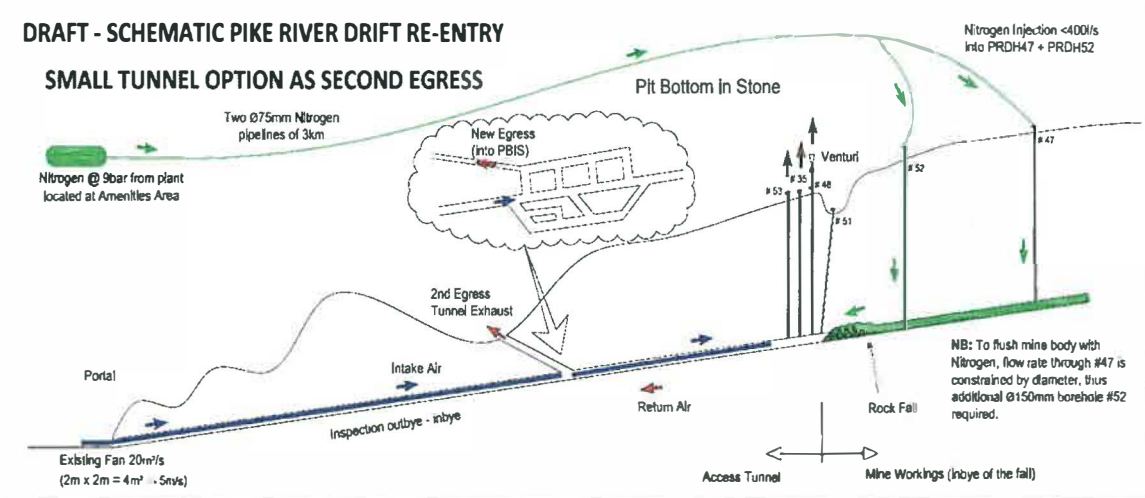 DRAFT - SCHEMATIC PIKE RIVER DRIFT RE-ENTRY
SMALL TUNNEL OPTION AS SECOND EGRESS
Nitrogen Injection <400l/s
into PRDH47 + PRDH52
Pit Bottom in Stone
Two Ø75mm Nitrogen
pipelines of 3km
New Egress
(into PBIS)
Nitrogen @ 9bar from plant
located at Amenities Area
Venturi
# 53
# 35
# 48
# 51
# 52
# 47
2nd Egress
Tunnel Exhaust
Portal
Intake Air
Return Air
Inspection outbye - inbye
Rock Fall
NB: To flush mine body with
Nitrogen, flow rate through #47 is
constrained by diameter, thus
additional Ø150mm borehole #52
required.
Existing Fan 20m³/s
(2m x 2m = 4m² 5m/s)
Access Tunnel
Mine Workings (inbye of the fall)